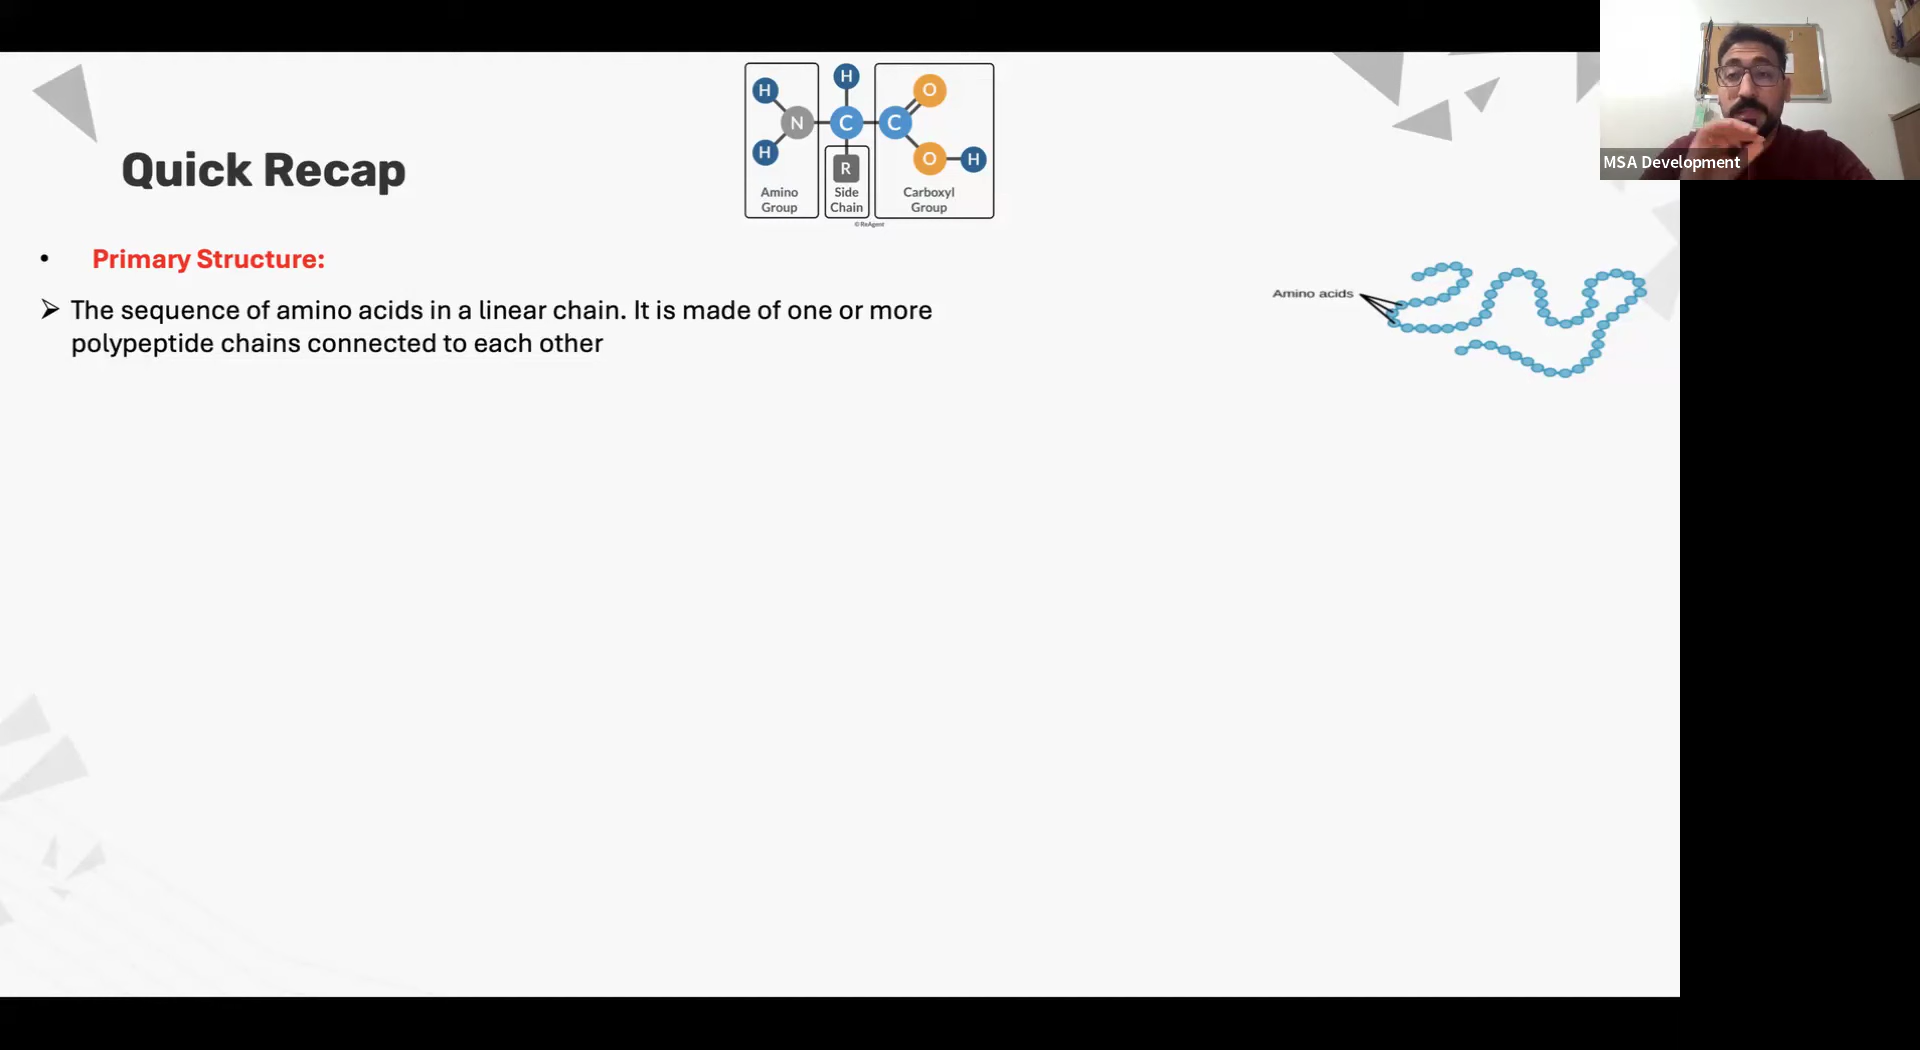 H
O
H
N
C
C
H
R
O
H
Amino
Group
Side
Chain
Carboxyl
Group
© ReAgent
MSA Development
Quick Recap
• Primary Structure:
➢ The sequence of amino acids in a linear chain. It is made of one or more
polypeptide chains connected to each other
Amino acids